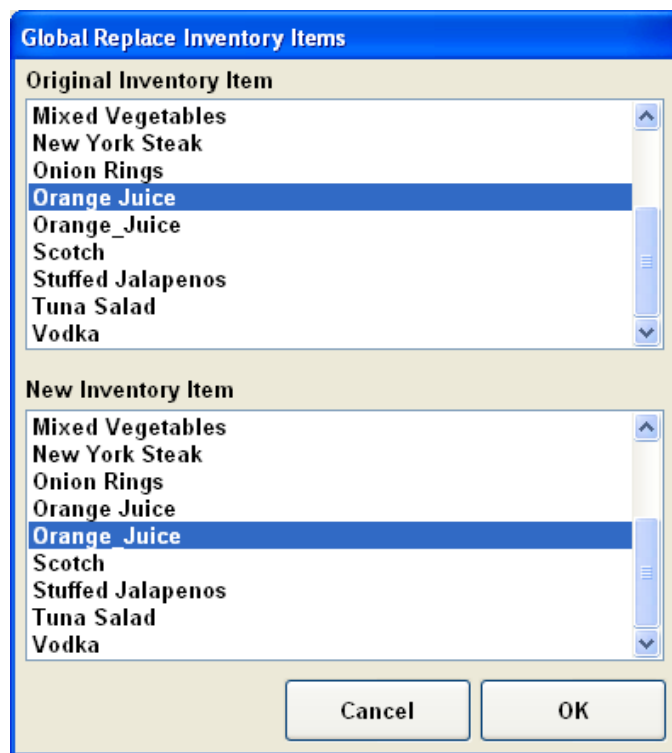 Global Replace Inventory Items
Original Inventory Item
Mixed Vegetables
New York Steak
Onion Rings
Orange Juice
Orange_Juice
Scotch
Stuffed Jalapenos
Tuna Salad
Vodka
New Inventory Item
Mixed Vegetables
New York Steak
Onion Rings
Orange Juice
Orange_Juice
Scotch
Stuffed Jalapenos
Tuna Salad
Vodka
Cancel OK